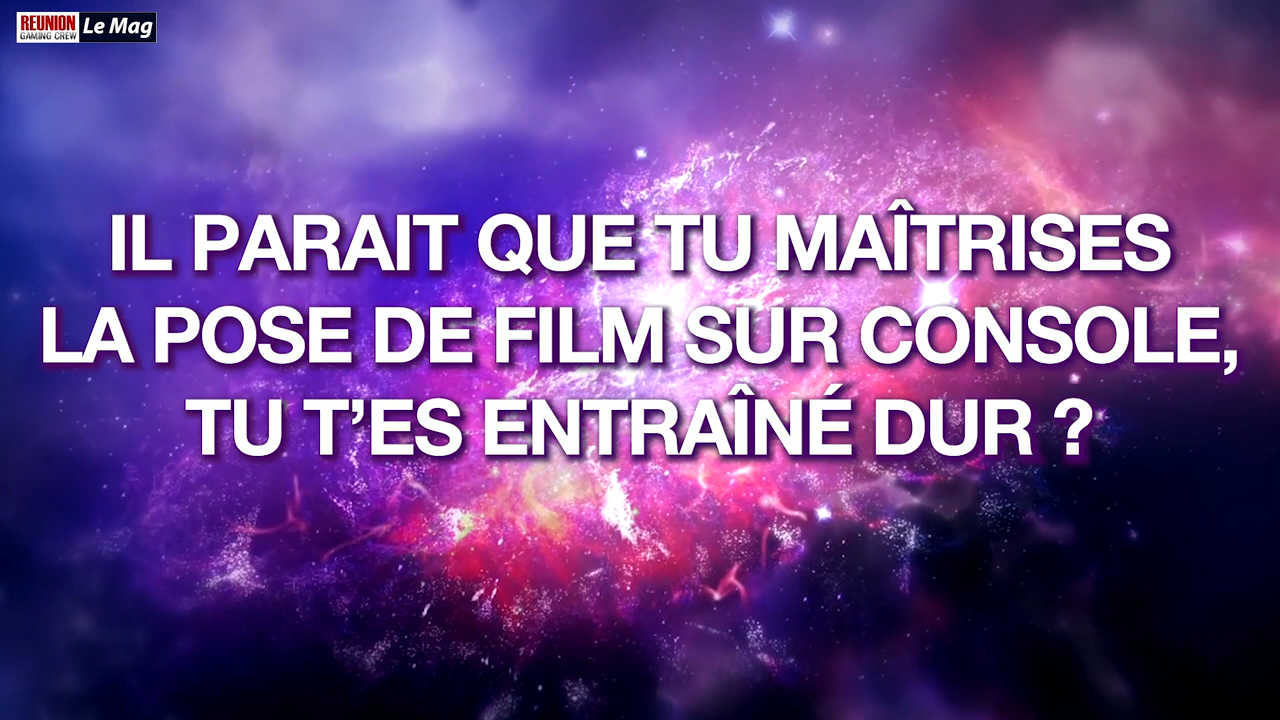 REUNION
GAMING CREW
Le Mag
IL PARAIT QUE TU MAÎTRISES
LA POSE DE FILM SUR CONSOLE,
TU T’ES ENTRAÎNÉ DUR ?